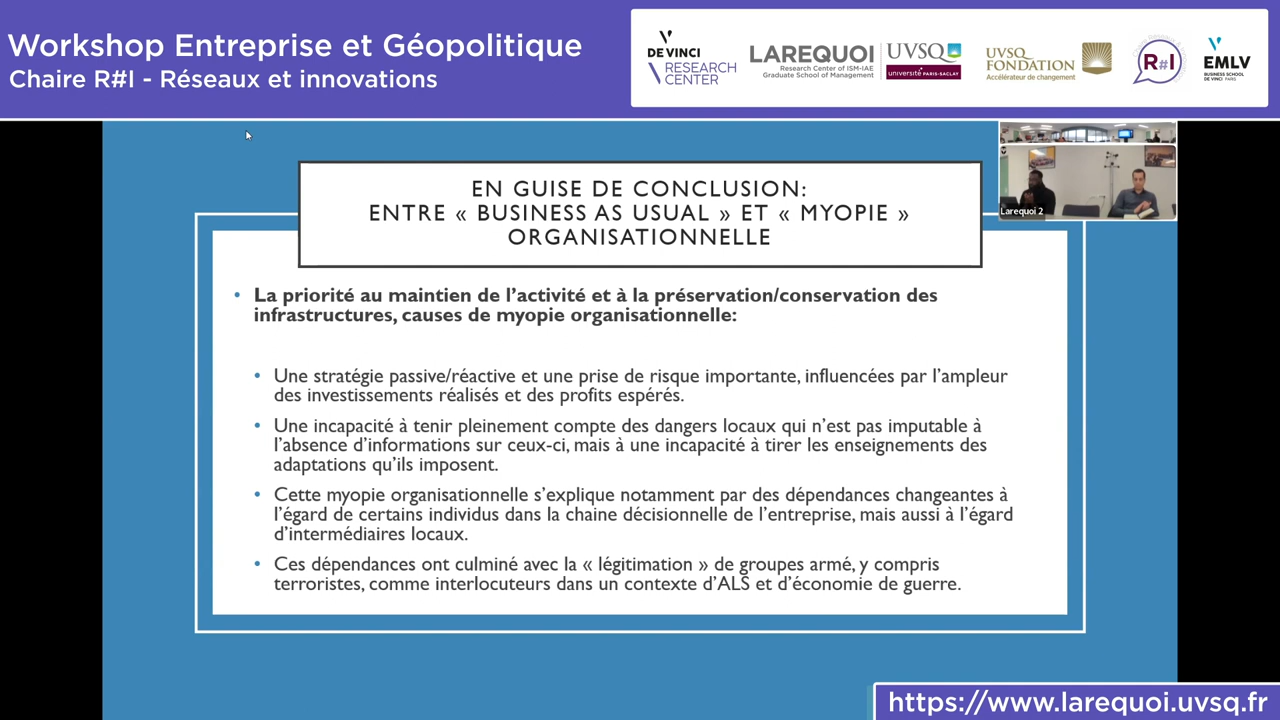 Workshop Entreprise et Géopolitique
Chaire R#I - Réseaux et innovations
DE VINCI
RESEARCH
CENTER
LAREQUOI
Research Center of ISM-IAE
Graduate School of Management
UVSQ
université PARIS-SACLAY
UVSQ
FONDATION
Accélérateur de changement
R#I
EMLV
BUSINESS SCHOOL
DE VINCI PARIS
Larequoi 2
EN GUISE DE CONCLUSION:
ENTRE « BUSINESS AS USUAL » ET « MYOPIE »
ORGANISATIONNELLE
• La priorité au maintien de l’activité et à la préservation/conservation des
infrastructures, causes de myopie organisationnelle:
• Une stratégie passive/réactive et une prise de risque importante, influencées par l’ampleur
des investissements réalisés et des profits espérés.
• Une incapacité à tenir pleinement compte des dangers locaux qui n’est pas imputable à
l’absence d’informations sur ceux-ci, mais à une incapacité à tirer les enseignements des
adaptations qu’ils imposent.
• Cette myopie organisationnelle s’explique notamment par des dépendances changeantes à
l’égard de certains individus dans la chaine décisionnelle de l’entreprise, mais aussi à l’égard
d’intermédiaires locaux.
• Ces dépendances ont culminé avec la « légitimation » de groupes armé, y compris
terroristes, comme interlocuteurs dans un contexte d’ALS et d’économie de guerre.
https://www.larequoi.uvsq.fr